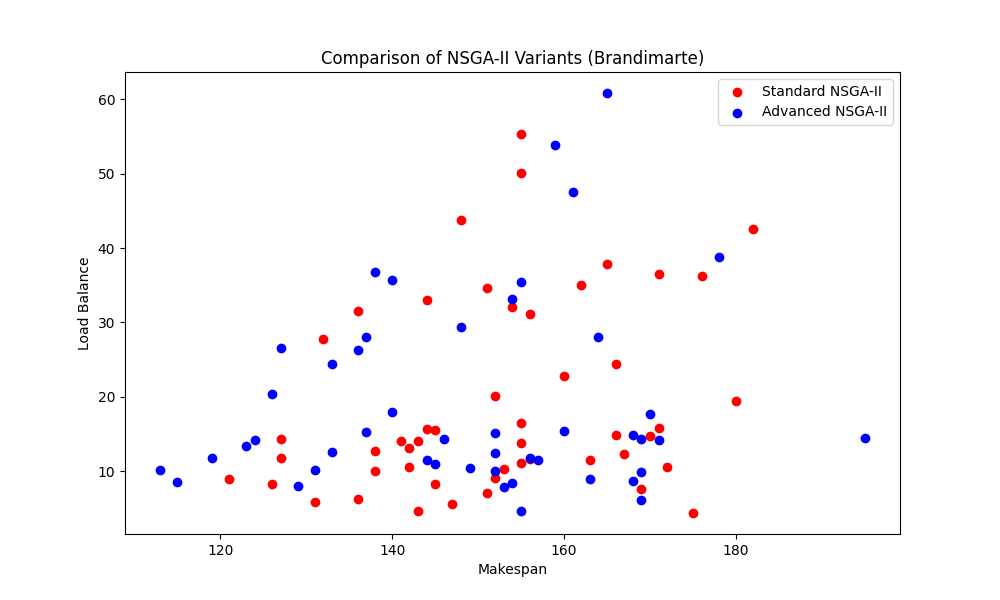 Comparison of NSGA-II Variants (Brandimarte)
Standard NSGA-II
Advanced NSGA-II
60
50
40
30
20
10
Load Balance
120 140 160 180
Makespan